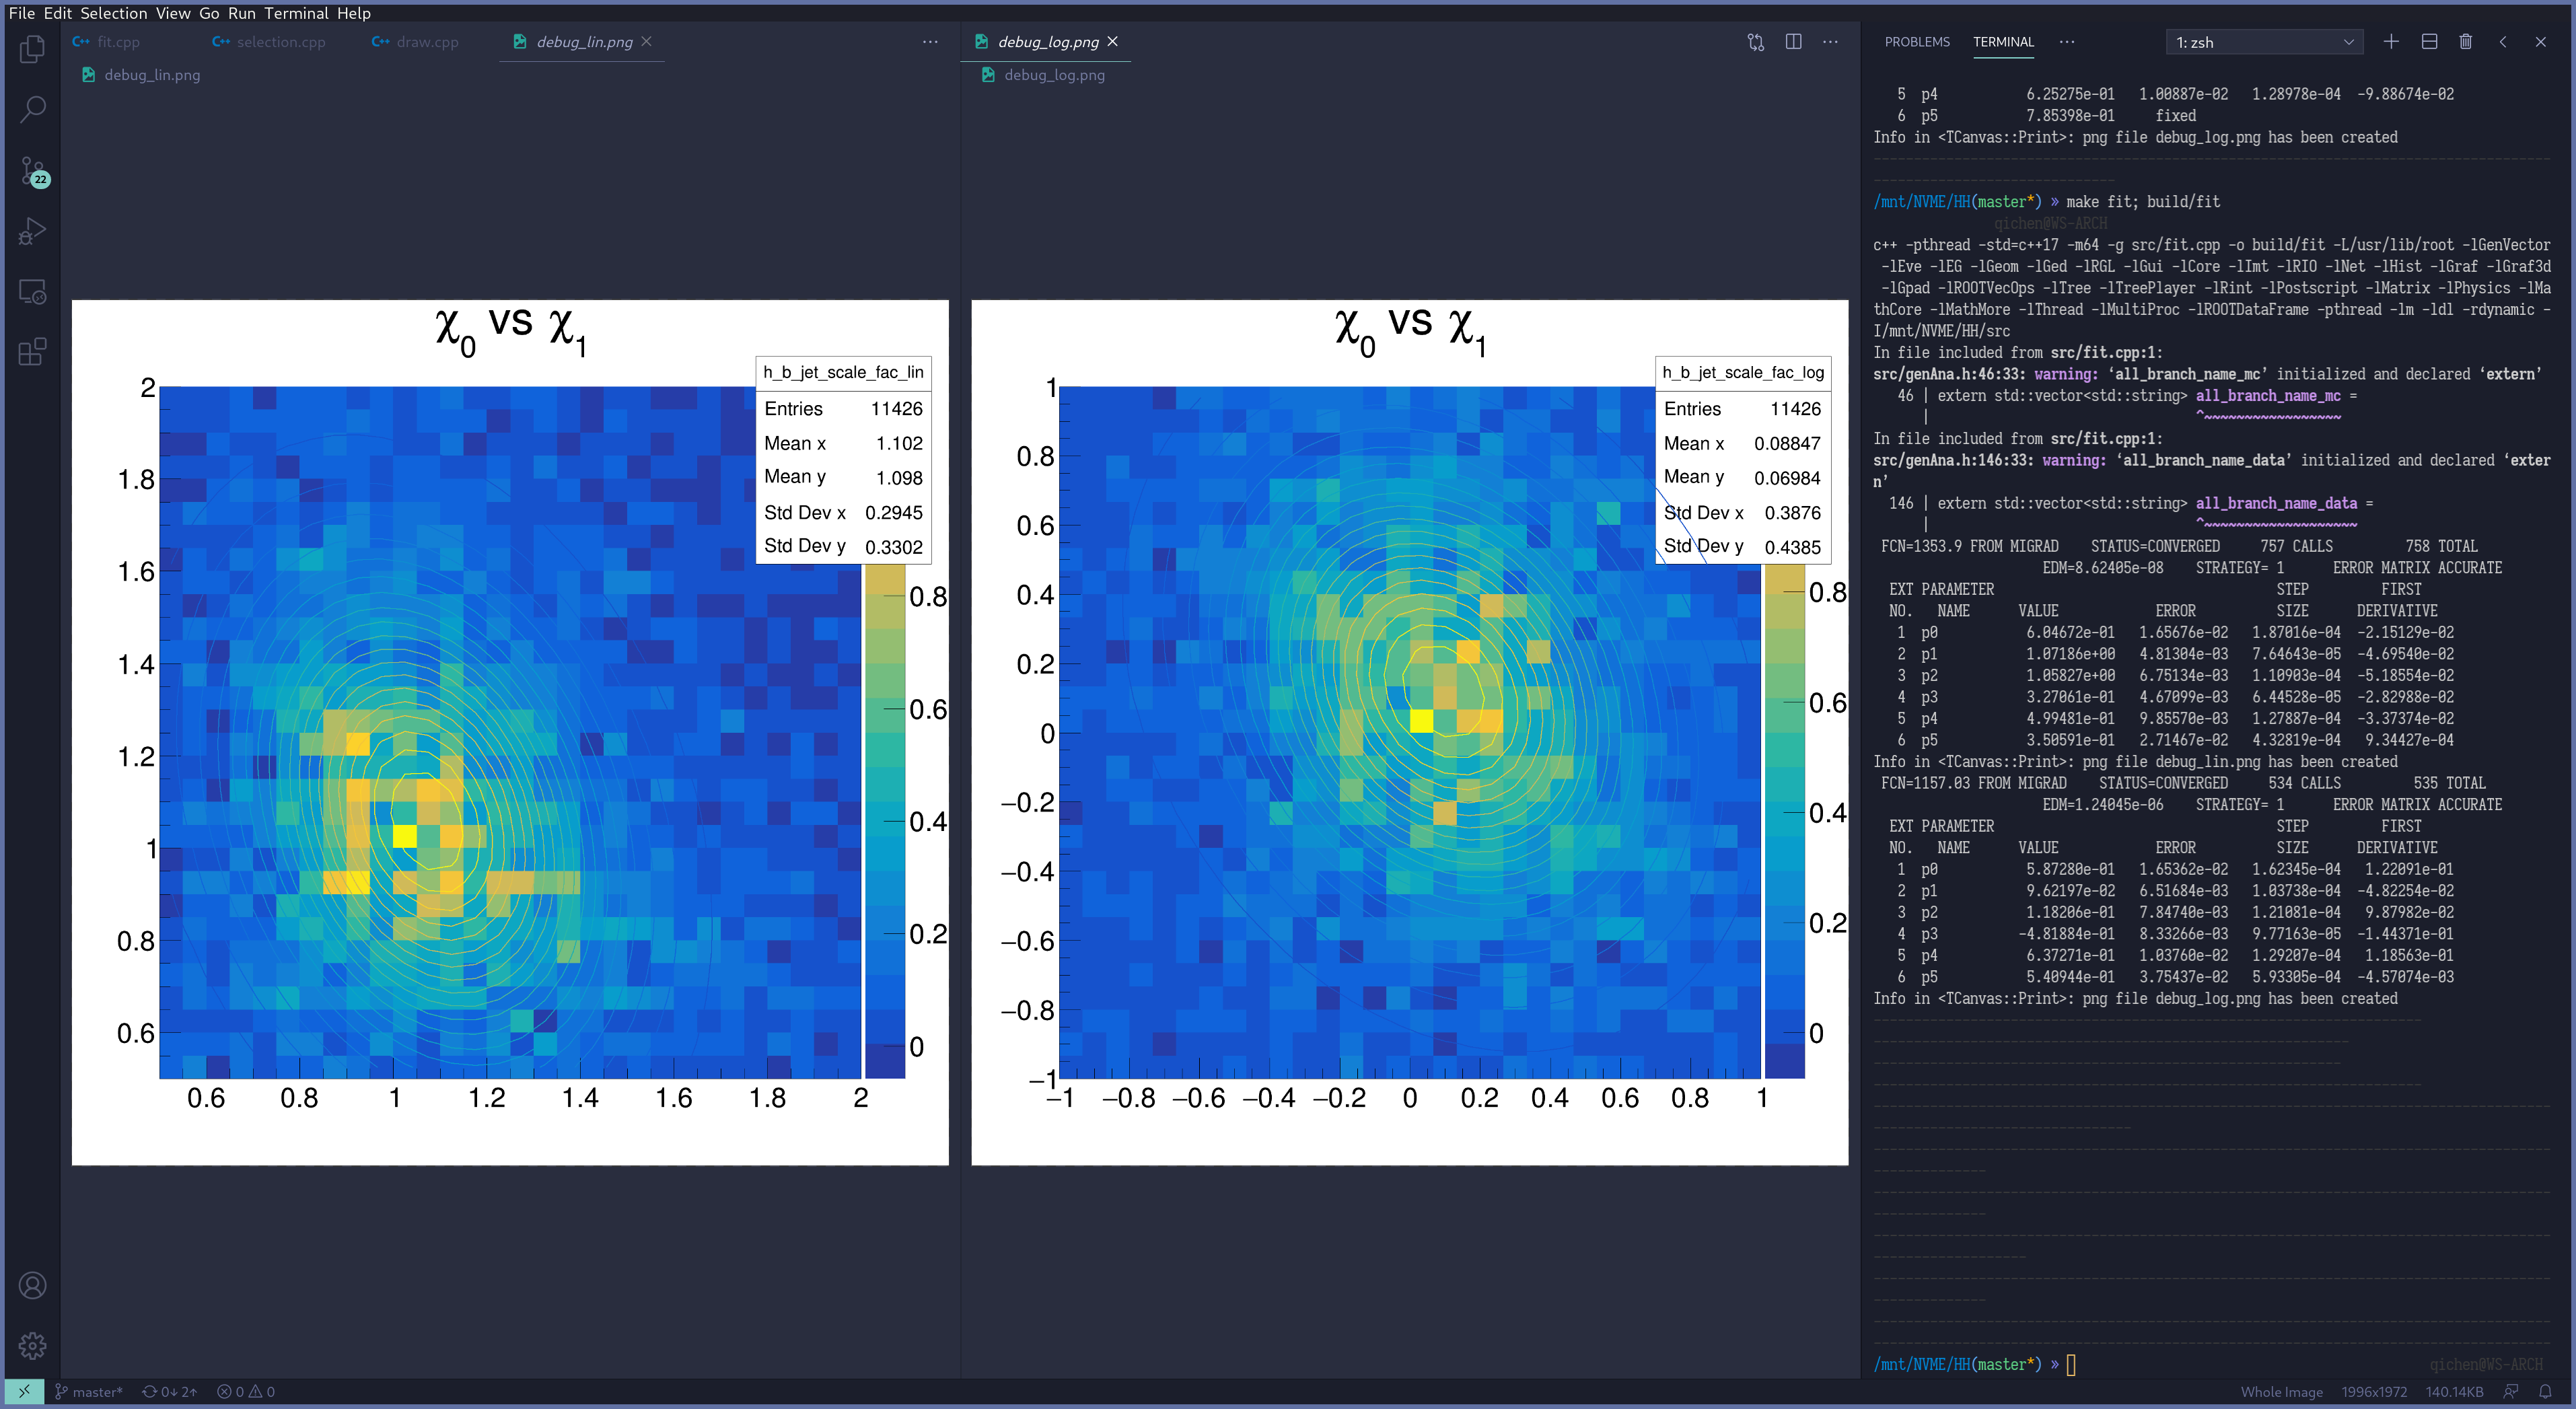 File Edit Selection View Go Run Terminal Help
fit.cpp
selection.cpp
draw.cpp
debug_lin.png
debug_lin.png
22
χ0 vs χ1
h_b_jet_scale_fac_lin
Entries 11426
Mean x 1.102
Mean y 1.098
Std Dev x 0.2945
Std Dev y 0.3302
2
1.8
1.6
1.4
1.2
1
0.8
0.6
0.6 0.8 1 1.2 1.4 1.6 1.8 2
0.8
0.6
0.4
0.2
0
debug_log.png
debug_log.png
χ0 vs χ1
h_b_jet_scale_fac_log
Entries 11426
Mean x 0.08847
Mean y 0.06984
Std Dev x 0.3876
Std Dev y 0.4385
1
0.8
0.6
0.4
0.2
0
−0.2
−0.4
−0.6
−0.8
−1
−1 −0.8 −0.6 −0.4 −0.2 0 0.2 0.4 0.6 0.8 1
0.8
0.6
0.4
0.2
0
PROBLEMS TERMINAL ··· 1: zsh
5 p4 6.25275e-01 1.00887e-02 1.28978e-04 -9.88674e-02
6 p5 7.85398e-01 fixed
Info in <TCanvas::Print>: png file debug_log.png has been created
/mnt/NVME/HH(master*) » make fit; build/fit
qichen@WS-ARCH
c++ -pthread -std=c++17 -m64 -g src/fit.cpp -o build/fit -L/usr/lib/root -lGenVector
-lEve -lEG -lGeom -lGed -lRGL -lGui -lCore -lImt -lRIO -lNet -lHist -lGraf -lGraf3d
-lGpad -lROOTVecOps -lTree -lTreePlayer -lRint -lPostscript -lMatrix -lPhysics -lMa
thCore -lMathMore -lThread -lMultiProc -lROOTDataFrame -pthread -lm -ldl -rdynamic -
I/mnt/NVME/HH/src
In file included from src/fit.cpp:1:
src/genAna.h:46:33: warning: ‘all_branch_name_mc’ initialized and declared ‘extern’
46 | extern std::vector<std::string> all_branch_name_mc =
| ^~~~~~~~~~~~~~~~~~
In file included from src/fit.cpp:1:
src/genAna.h:146:33: warning: ‘all_branch_name_data’ initialized and declared ‘exter
n’
146 | extern std::vector<std::string> all_branch_name_data =
| ^~~~~~~~~~~~~~~~~~~~
FCN=1353.9 FROM MIGRAD STATUS=CONVERGED 757 CALLS 758 TOTAL
EDM=8.62405e-08 STRATEGY= 1 ERROR MATRIX ACCURATE
EXT PARAMETER STEP FIRST
NO. NAME VALUE ERROR SIZE DERIVATIVE
1 p0 6.04672e-01 1.65676e-02 1.87016e-04 -2.15129e-02
2 p1 1.07186e+00 4.81304e-03 7.64643e-05 -4.69540e-02
3 p2 1.05827e+00 6.75134e-03 1.10903e-04 -5.18554e-02
4 p3 3.27061e-01 4.67099e-03 6.44528e-05 -2.82988e-02
5 p4 4.99481e-01 9.85570e-03 1.27887e-04 -3.37374e-02
6 p5 3.50591e-01 2.71467e-02 4.32819e-04 9.34427e-04
Info in <TCanvas::Print>: png file debug_lin.png has been created
FCN=1157.03 FROM MIGRAD STATUS=CONVERGED 534 CALLS 535 TOTAL
EDM=1.24045e-06 STRATEGY= 1 ERROR MATRIX ACCURATE
EXT PARAMETER STEP FIRST
NO. NAME VALUE ERROR SIZE DERIVATIVE
1 p0 5.87280e-01 1.65362e-02 1.62345e-04 1.22091e-01
2 p1 9.62197e-02 6.51684e-03 1.03738e-04 -4.82254e-02
3 p2 1.18206e-01 7.84740e-03 1.21081e-04 9.87982e-02
4 p3 -4.81884e-01 8.33266e-03 9.77163e-05 -1.44371e-01
5 p4 6.37271e-01 1.03760e-02 1.29207e-04 1.18563e-01
6 p5 5.40944e-01 3.75437e-02 5.93305e-04 -4.57074e-03
Info in <TCanvas::Print>: png file debug_log.png has been created
/mnt/NVME/HH(master*) »
qichen@WS-ARCH
master* 0↓ 2↑ 0 0
Whole Image 1996x1972 140.14KB